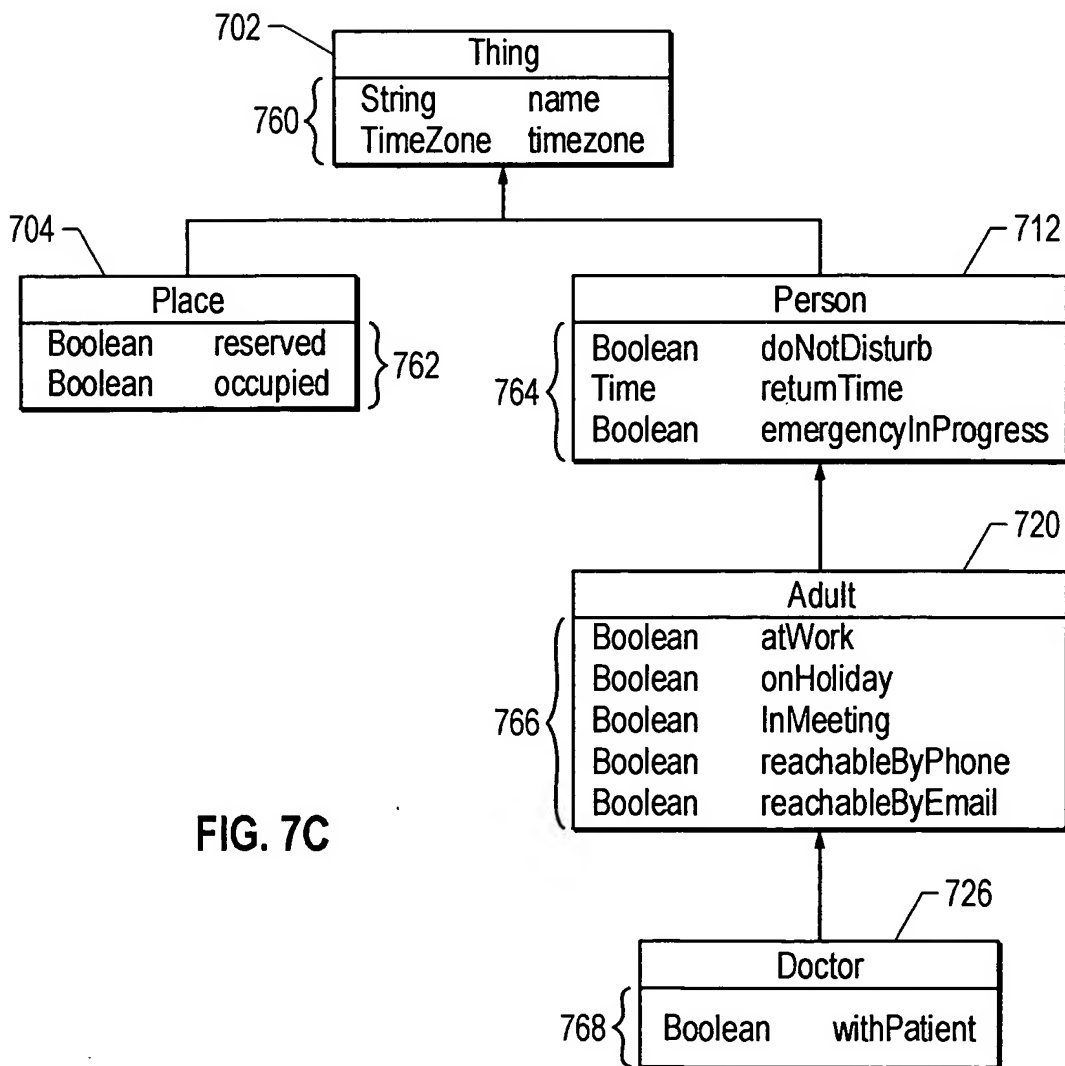 702
Thing
760
String name
TimeZone timezone
704
712
Place
Boolean reserved
Boolean occupied
762
Person
764
Boolean doNotDisturb
Time returnTime
Boolean emergencyInProgress
720
Adult
766
Boolean atWork
Boolean onHoliday
Boolean InMeeting
Boolean reachableByPhone
Boolean reachableByEmail
FIG. 7C
726
Doctor
768
Boolean withPatient